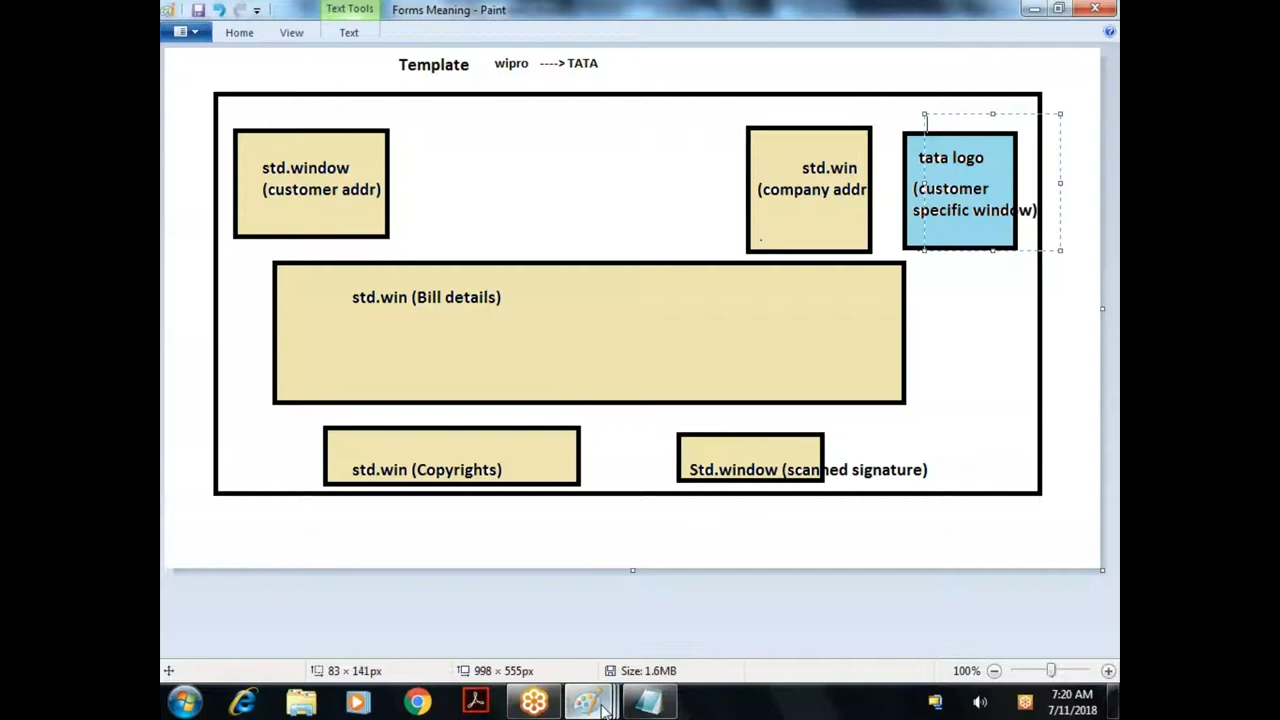 Text Tools
Forms Meaning - Paint
Home
View
Text
Template wipro ----> TATA
std.window
(customer addr)
std.win
(company addr
tata logo
(customer
specific window)
std.win (Bill details)
std.win (Copyrights)
Std.window (scanned signature)
83 × 141px
998 × 555px
Size: 1.6MB
100%
7:20 AM
7/11/2018